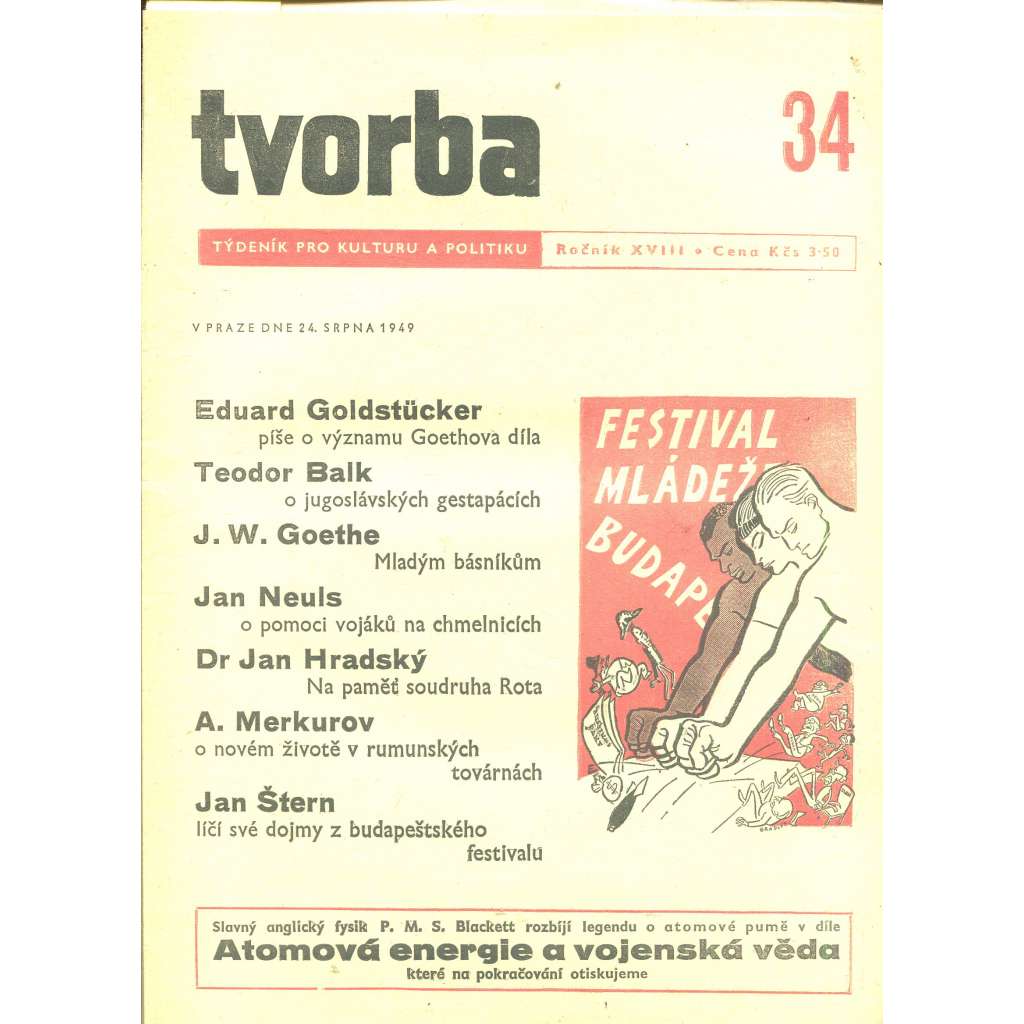 tvorba
34
TÝDENÍK PRO KULTURU A POLITIKU
Ročník XVIII • Cena Kčs 3·50
V PRAZE DNE 24. SRPNA 1949
Eduard Goldstücker
píše o významu Goethova díla
Teodor Balk
o jugoslávských gestapácích
J. W. Goethe
Mladým básníkům
Jan Neuls
o pomoci vojáků na chmelnicích
Dr Jan Hradský
Na paměť soudruha Rota
A. Merkurov
o novém životě v rumunských
továrnách
Jan Štern
líčí své dojmy z budapeštského
festivalu
FESTIVAL
MLÁDEŽE
BUDAPE
Slavný anglický fysik P. M. S. Blackett rozbíjí legendu o atomové pumě v díle
Atomová energie a vojenská věda
které na pokračování otiskujeme